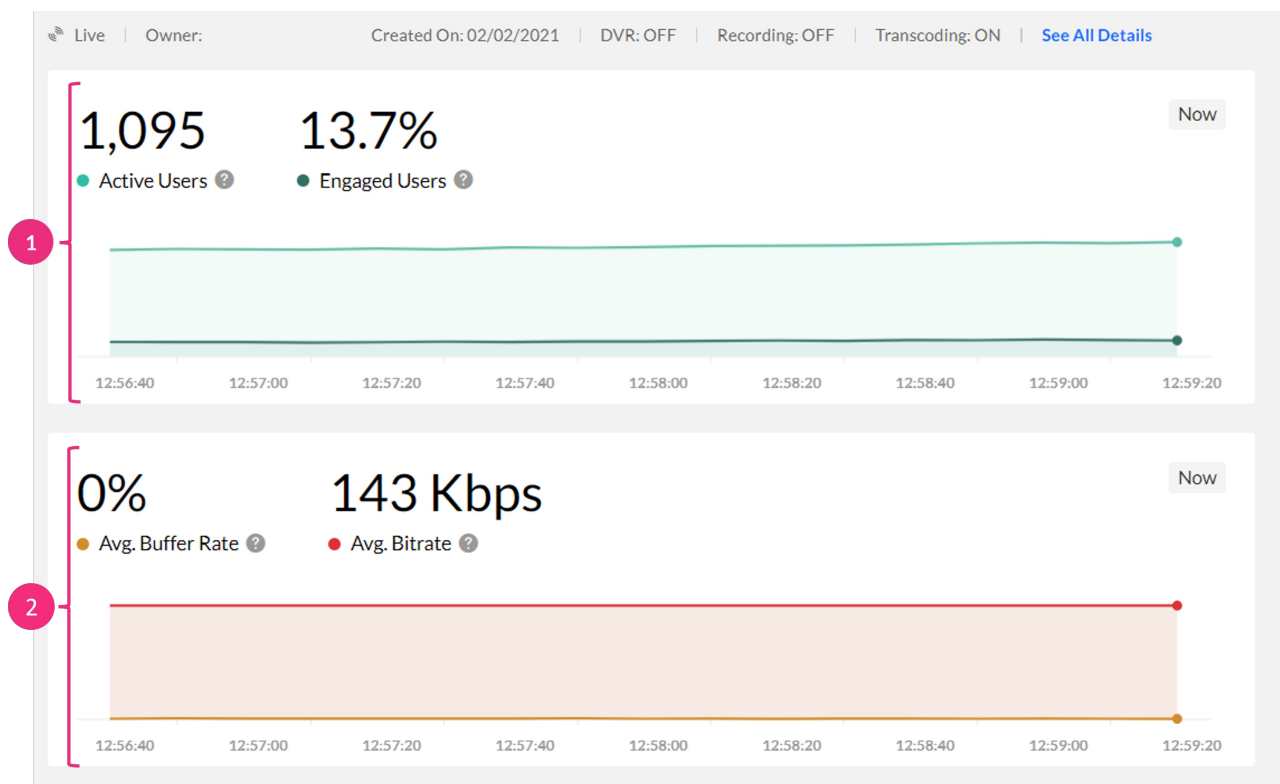 Live | Owner: Created On: 02/02/2021 | DVR: OFF | Recording: OFF | Transcoding: ON | See All Details
1,095 13.7% Now
Active Users ? Engaged Users ?
1
12:56:40 12:57:00 12:57:20 12:57:40 12:58:00 12:58:20 12:58:40 12:59:00 12:59:20
0% 143 Kbps Now
Avg. Buffer Rate ? Avg. Bitrate ?
2
12:56:40 12:57:00 12:57:20 12:57:40 12:58:00 12:58:20 12:58:40 12:59:00 12:59:20